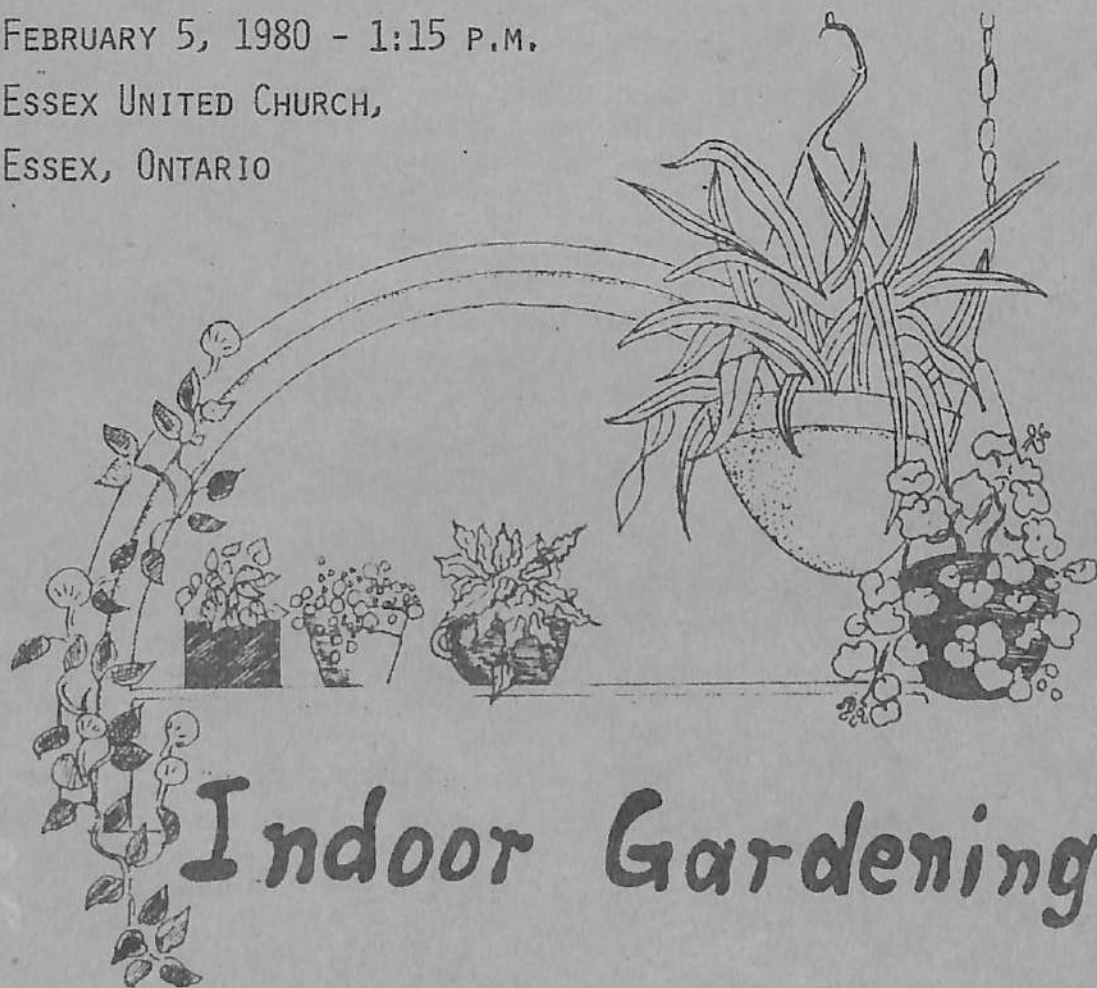 FEBRUARY 5, 1980 - 1:15 P.M.
ESSEX UNITED CHURCH,
ESSEX, ONTARIO
Indoor Gardening